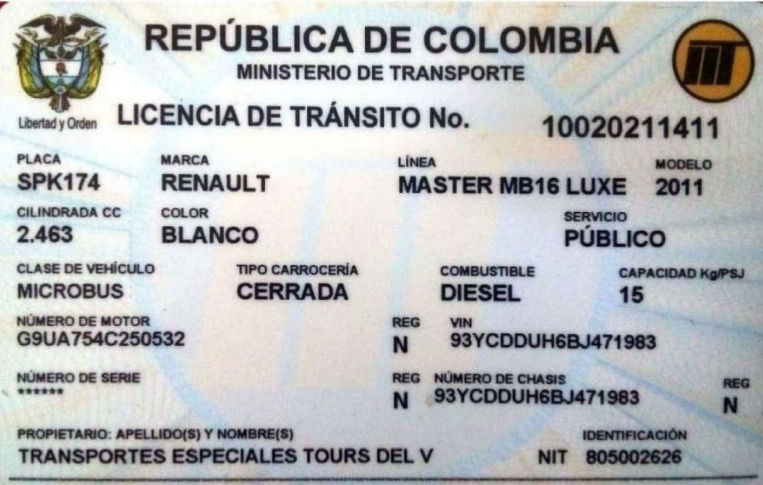 REPÚBLICA DE COLOMBIA
MINISTERIO DE TRANSPORTE
Libertad y Orden
LICENCIA DE TRÁNSITO No. 10020211411
PLACA MARCA LÍNEA MODELO
SPK174 RENAULT MASTER MB16 LUXE 2011
CILINDRADA CC COLOR SERVICIO
2.463 BLANCO PÚBLICO
CLASE DE VEHÍCULO TIPO CARROCERÍA COMBUSTIBLE CAPACIDAD Kg/PSJ
MICROBUS CERRADA DIESEL 15
NÚMERO DE MOTOR REG VIN
G9UA754C250532 N 93YCDDUH6BJ471983
NÚMERO DE SERIE REG NÚMERO DE CHASIS REG
****** N 93YCDDUH6BJ471983 N
PROPIETARIO: APELLIDO(S) Y NOMBRE(S) IDENTIFICACIÓN
TRANSPORTES ESPECIALES TOURS DEL V NIT 805002626